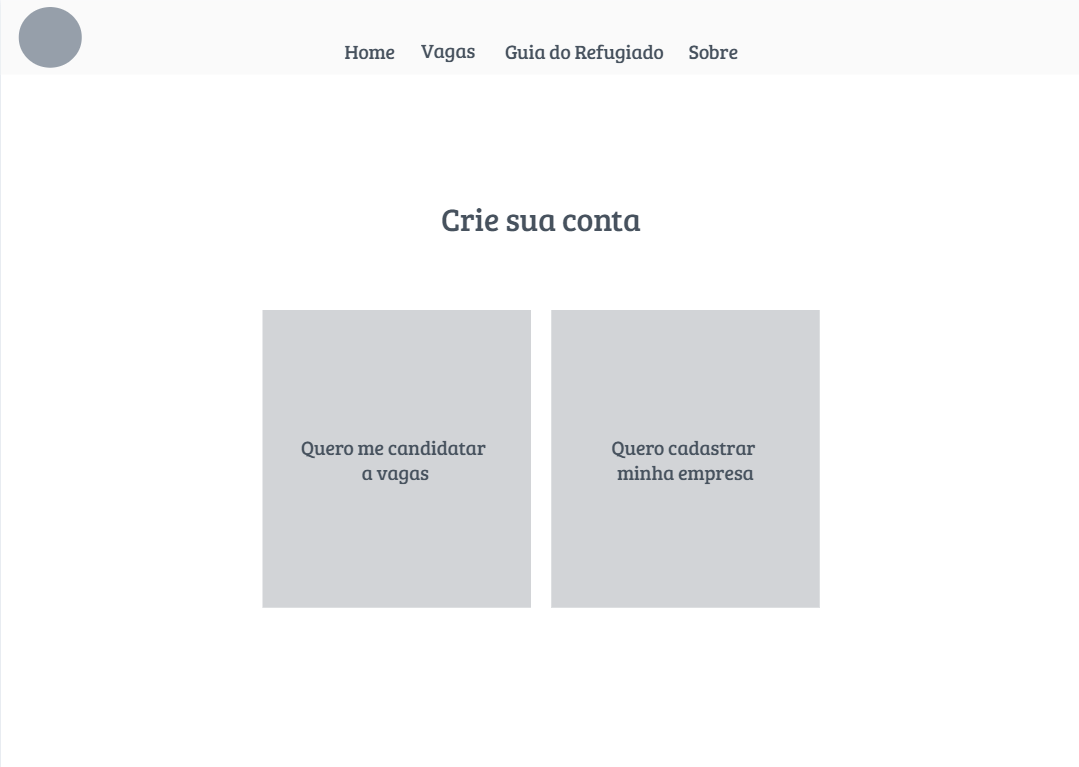 Home Vagas Guia do Refugiado Sobre
Crie sua conta
Quero me candidatar
a vagas
Quero cadastrar
minha empresa